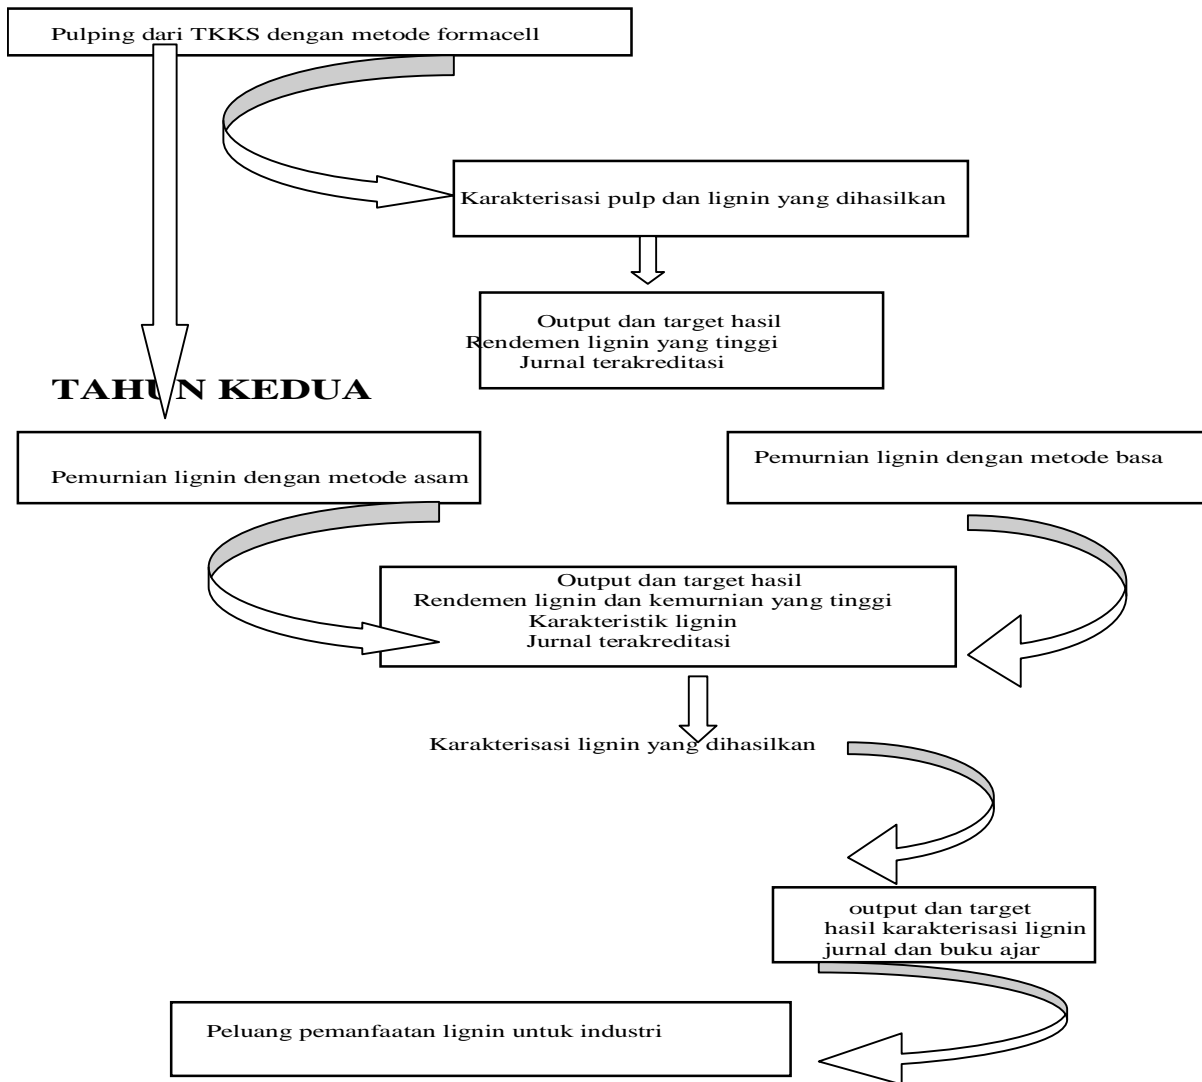 Pulping dari TKKS dengan metode formacell
Karakterisasi pulp dan lignin yang dihasilkan
Output dan target hasil
Rendemen lignin yang tinggi
Jurnal terakreditasi
TAHUN KEDUA
Pemurnian lignin dengan metode asam
Pemurnian lignin dengan metode basa
Output dan target hasil
Rendemen lignin dan kemurnian yang tinggi
Karakteristik lignin
Jurnal terakreditasi
Karakterisasi lignin yang dihasilkan
output dan target
hasil karakterisasi lignin
jurnal dan buku ajar
Peluang pemanfaatan lignin untuk industri